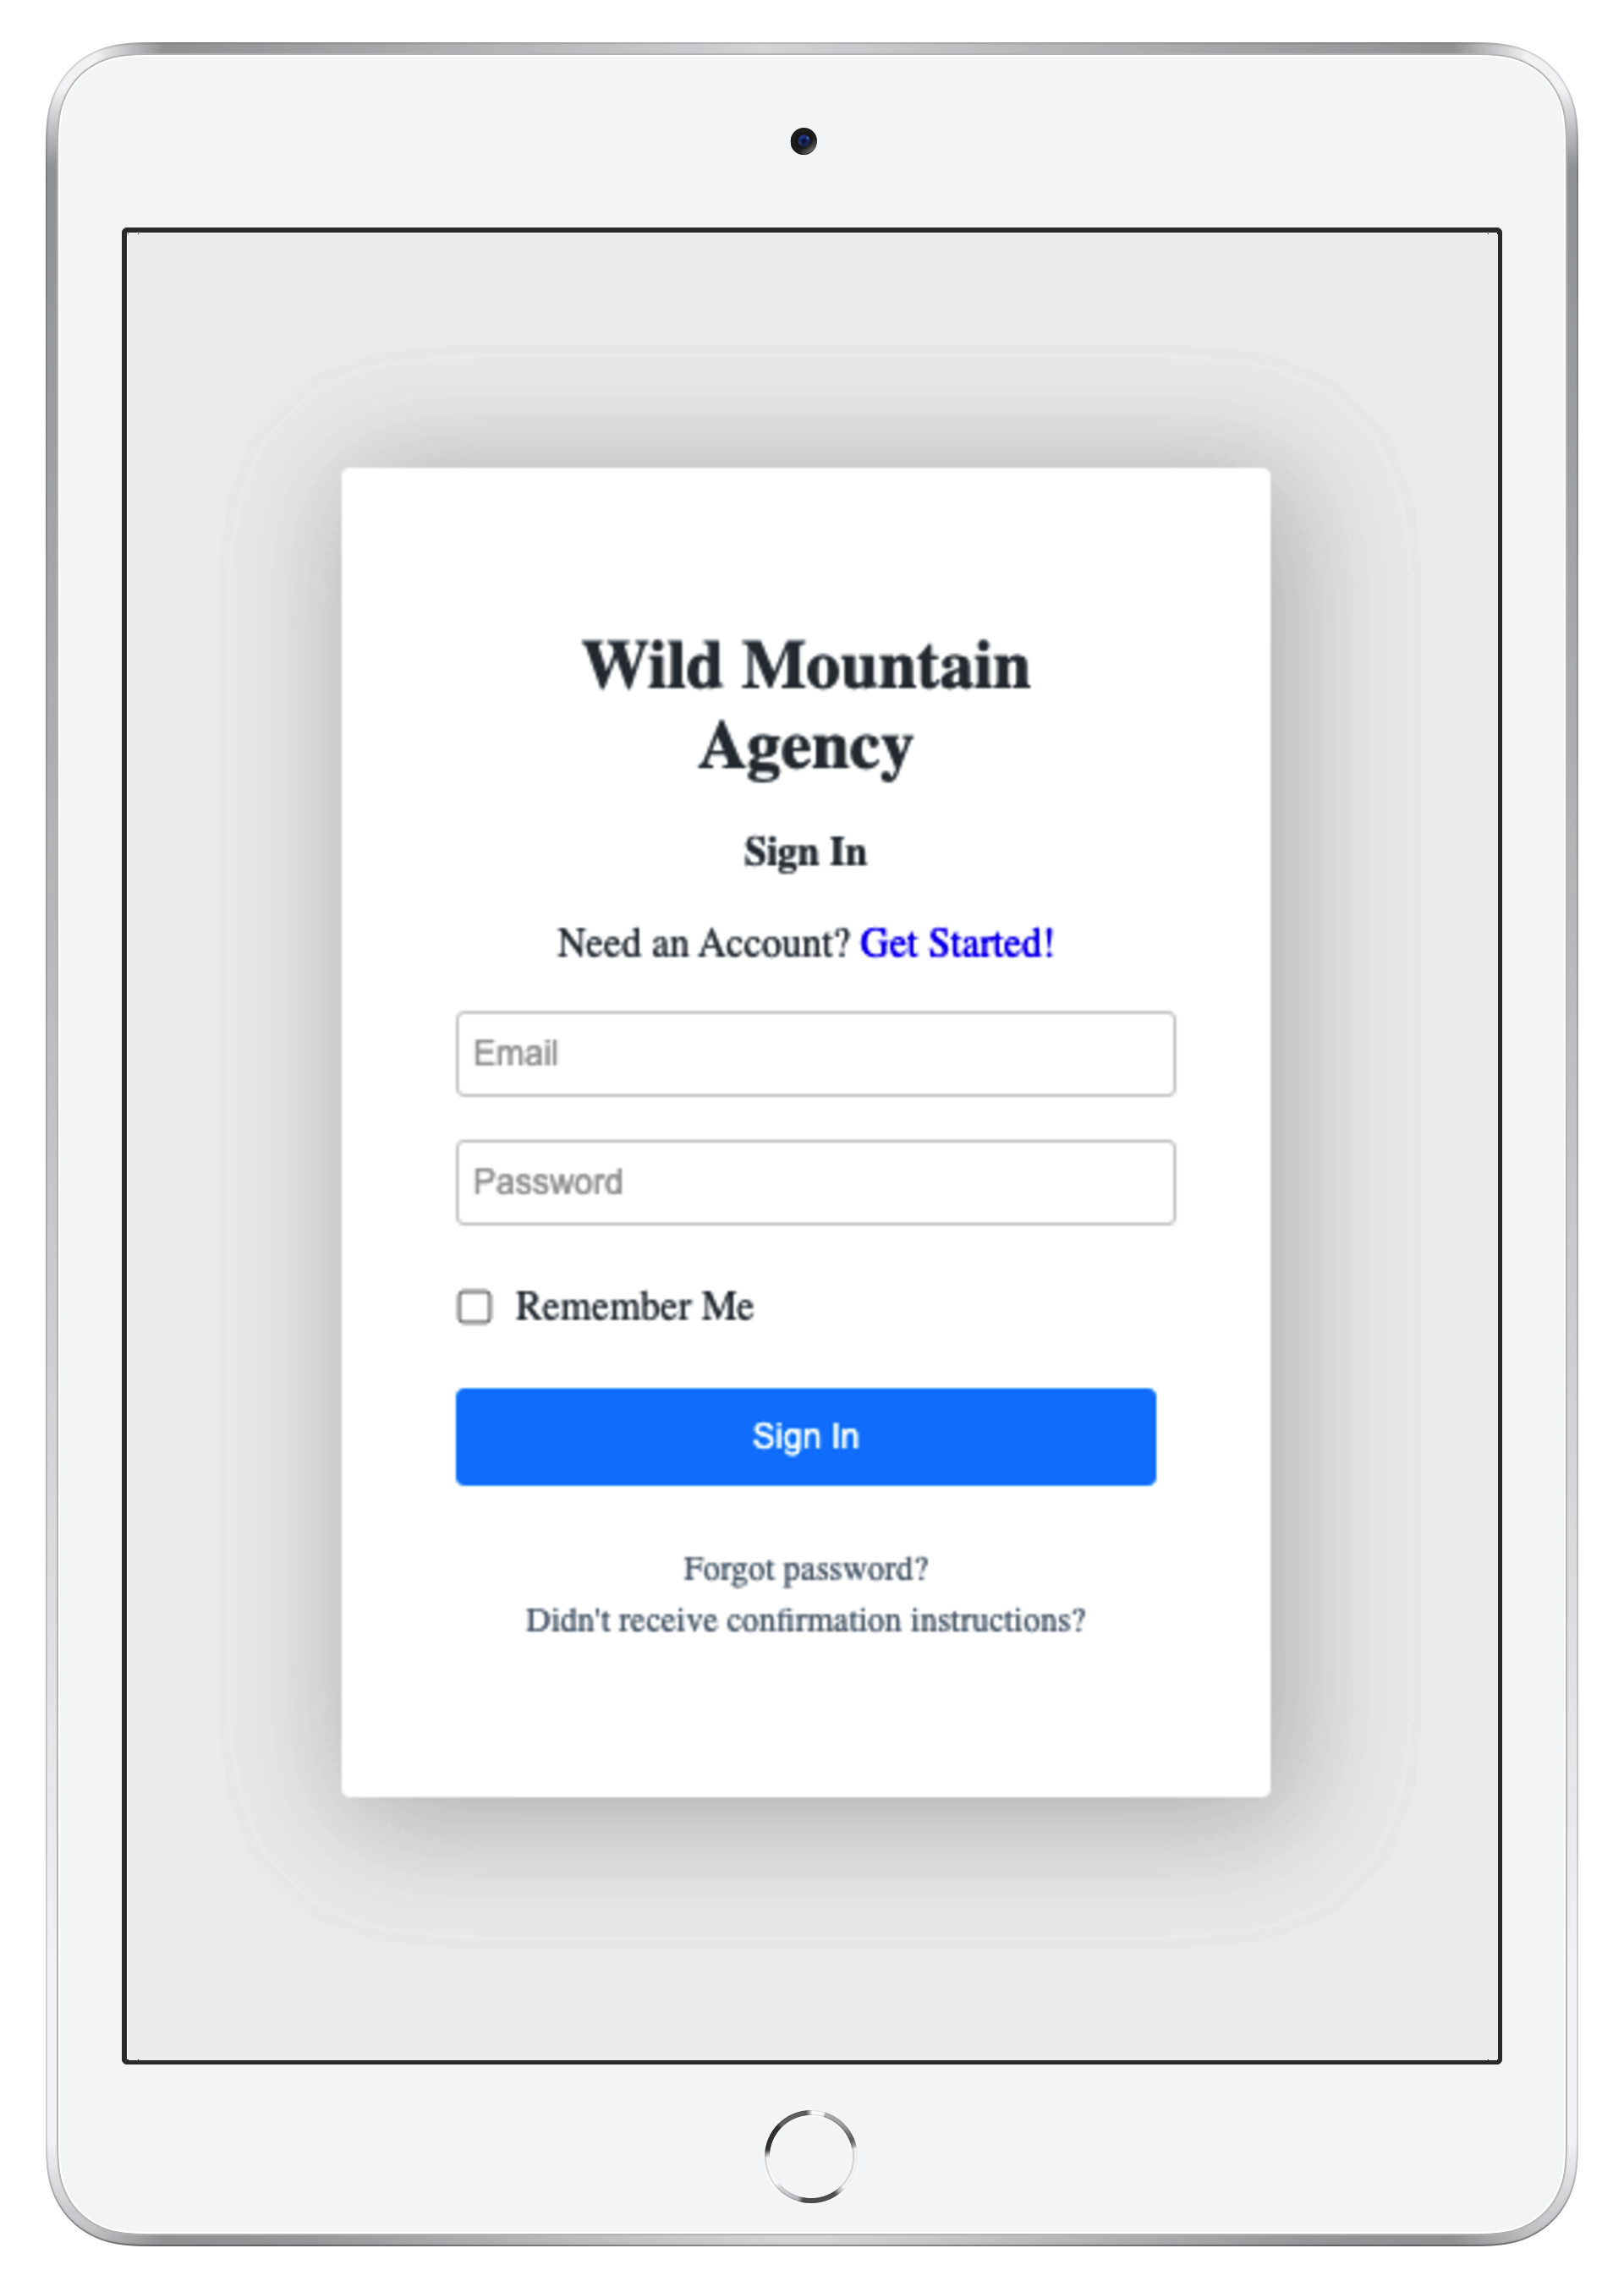 Wild Mountain
Agency
Sign In
Need an Account? Get Started!
Email
Password
Remember Me
Sign In
Forgot password?
Didn't receive confirmation instructions?